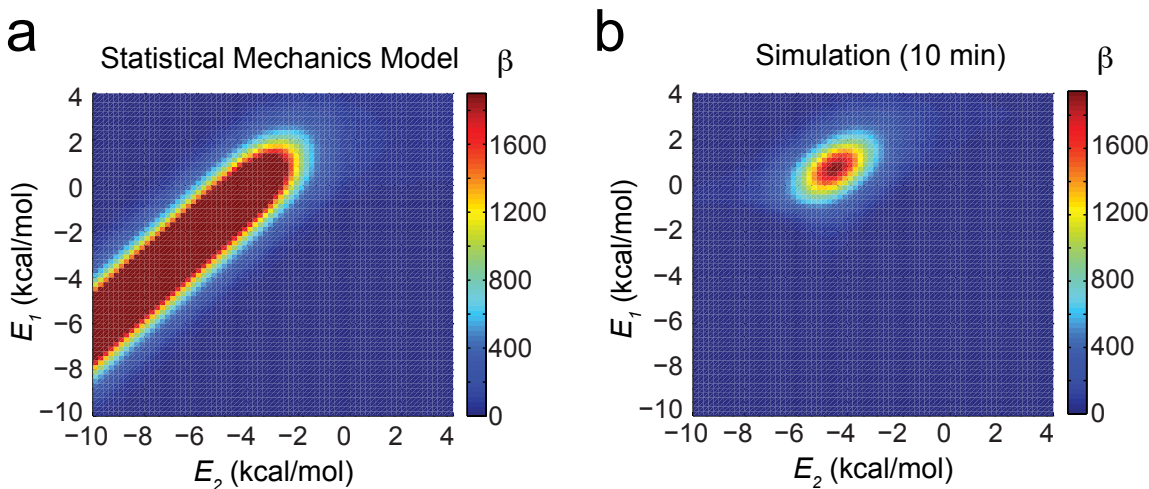 a
Statistical Mechanics Model
β
4
2
0
−2
−4
−6
−8
−10
E1 (kcal/mol)
−10 −8 −6 −4 −2 0 2 4
E2 (kcal/mol)
1600
1200
800
400
0
b
Simulation (10 min)
β
4
2
0
−2
−4
−6
−8
−10
E1 (kcal/mol)
−10 −8 −6 −4 −2 0 2 4
E2 (kcal/mol)
1600
1200
800
400
0